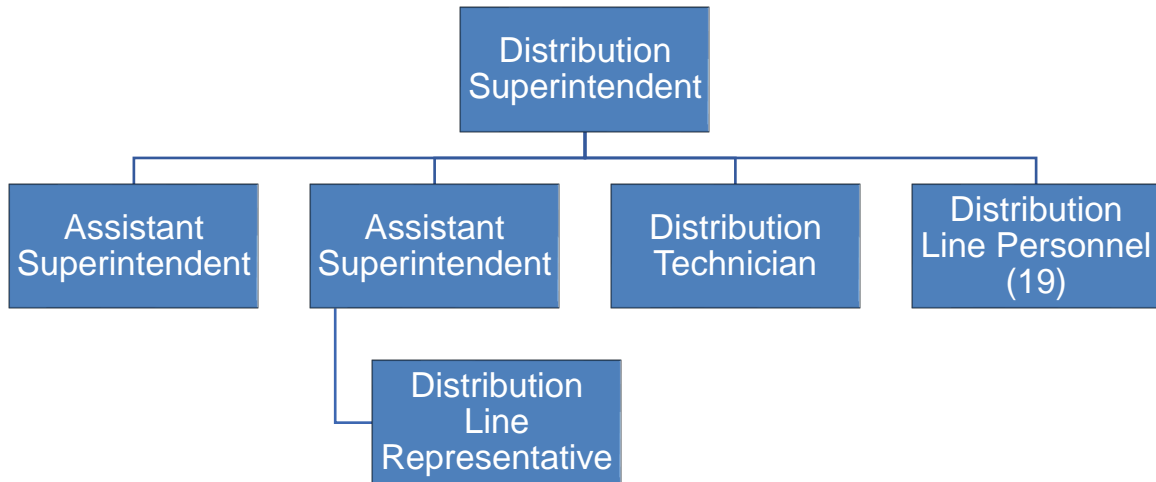 Distribution
Superintendent
Assistant
Superintendent
Assistant
Superintendent
Distribution
Technician
Distribution
Line Personnel
(19)
Distribution
Line
Representative